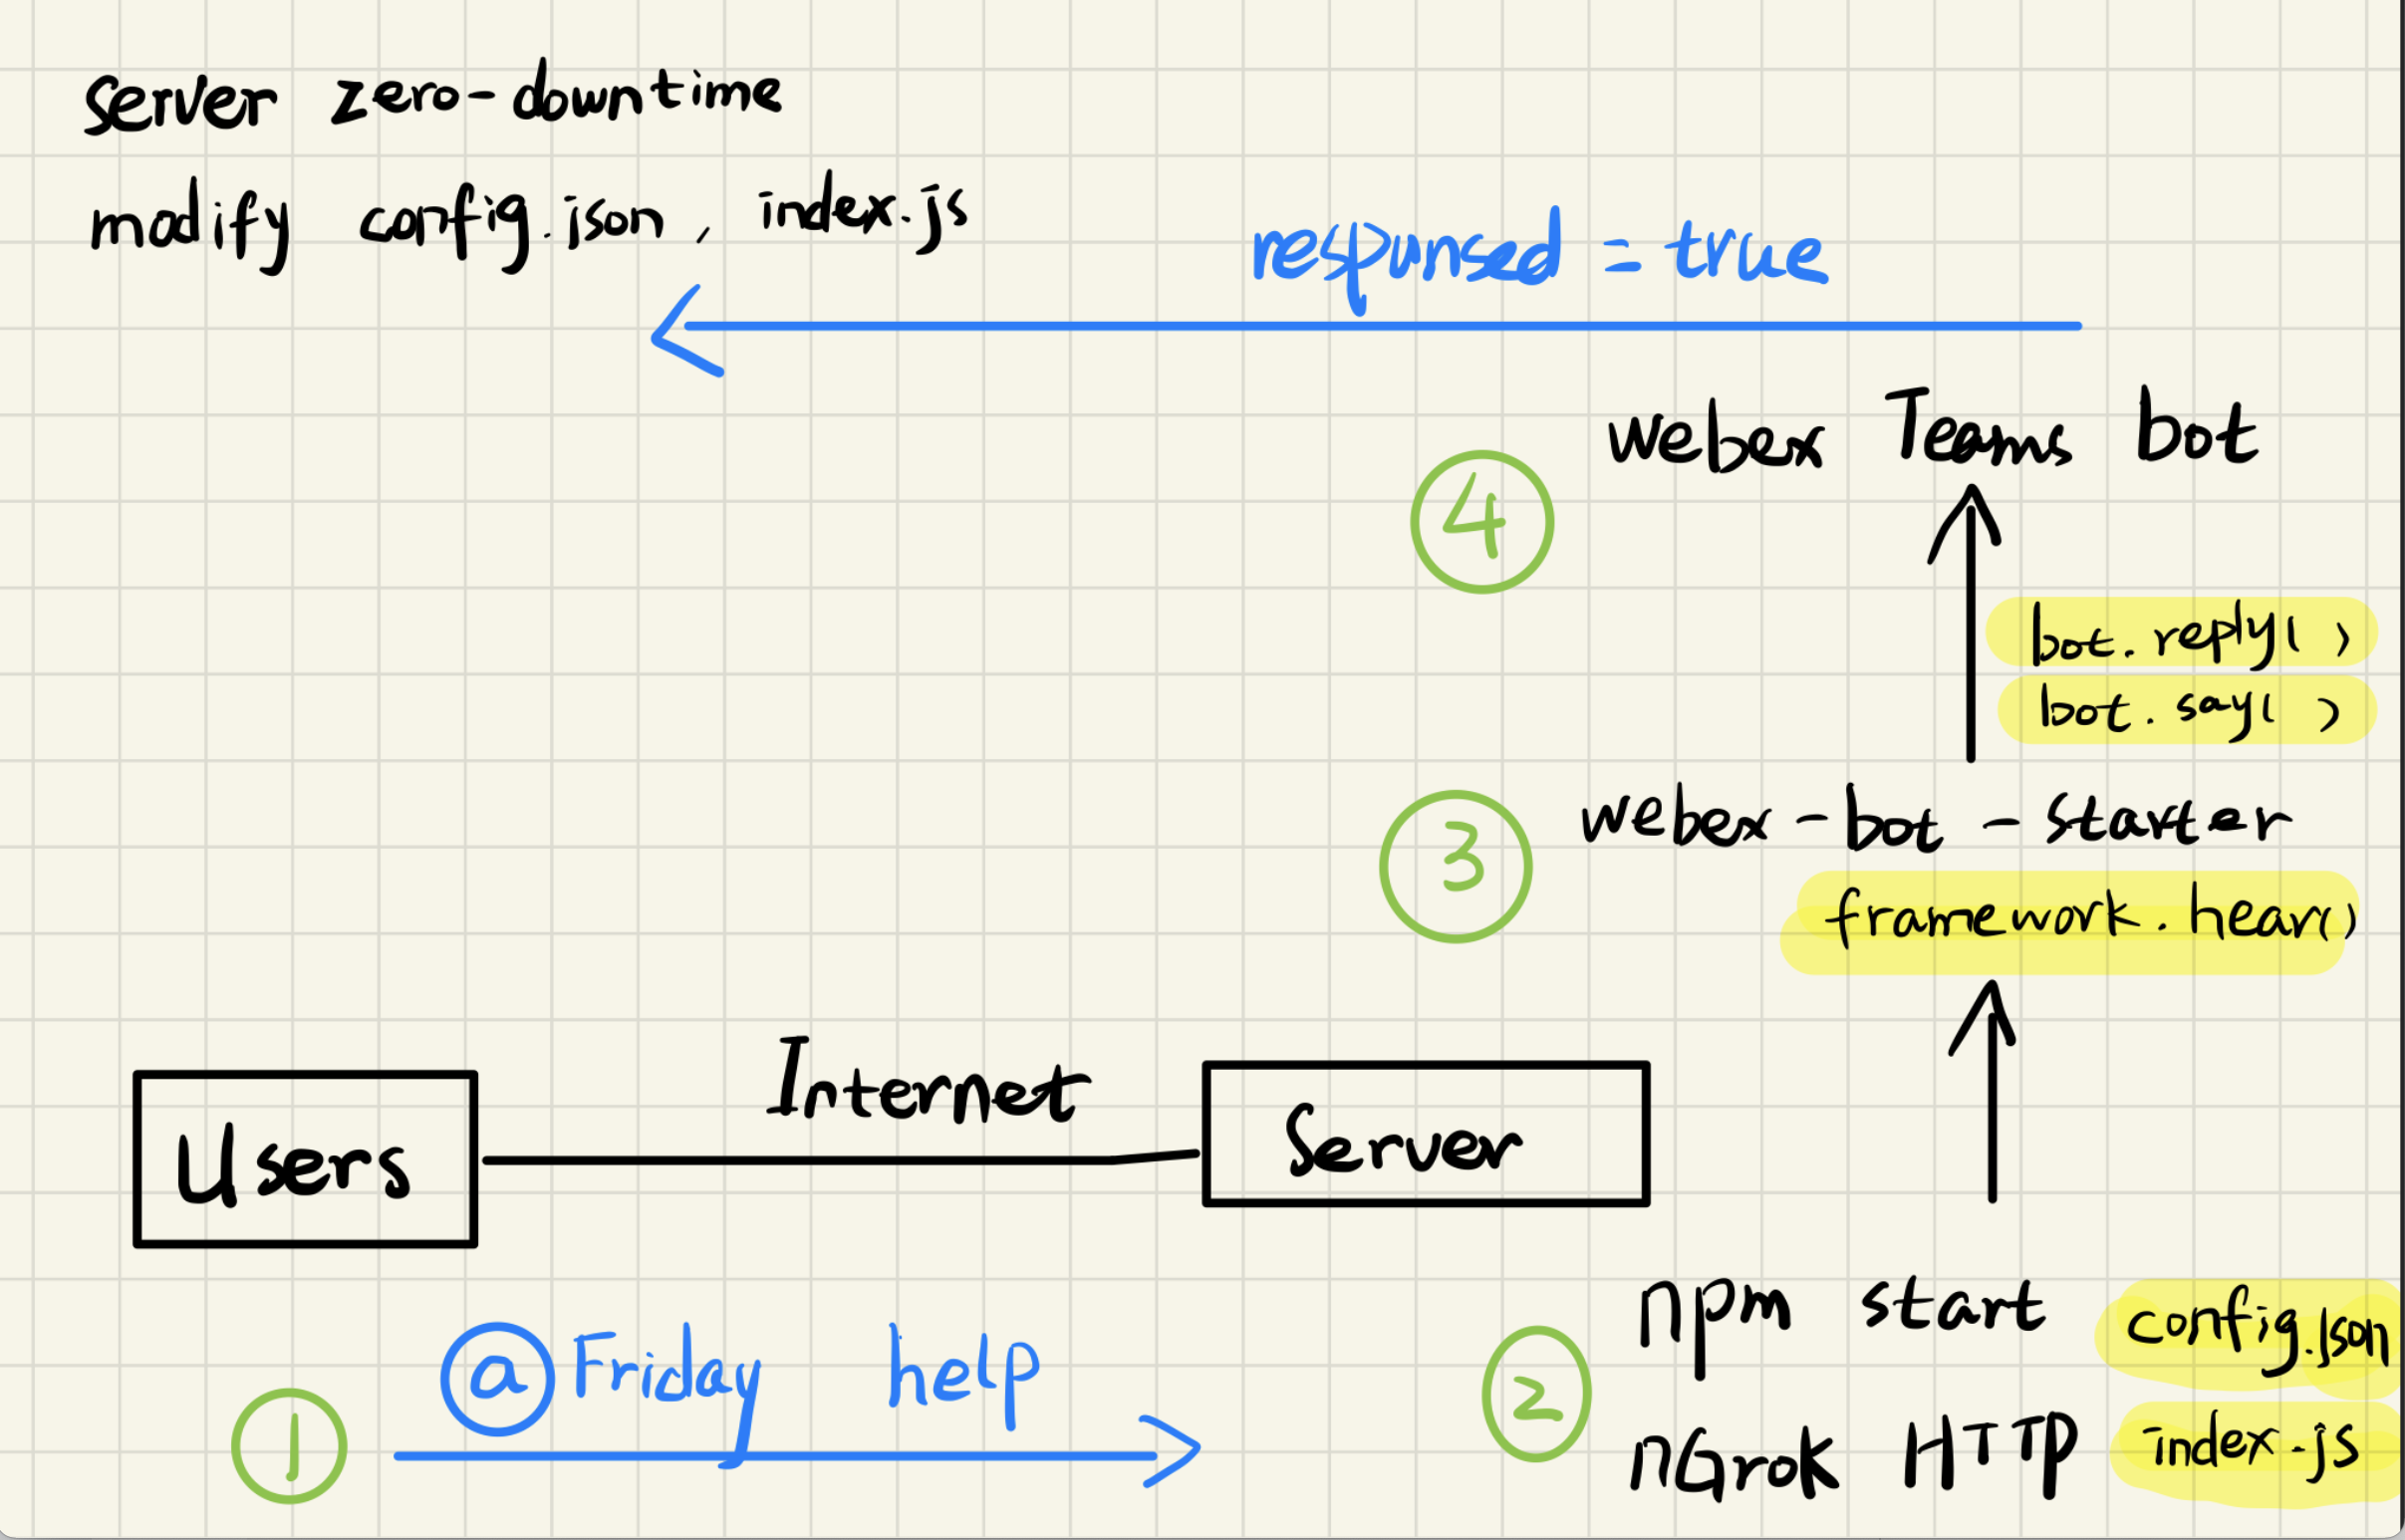 server zero-downtime
modify config.json, index.js
responsed = true
webex Teams bot
4
bot.reply( )
bot.say( )
3
webex-bot-starter
framework.hear()
Internet
Users
Server
npm start config.json
@ Friday help
1
2
nGrok HTTP index.js